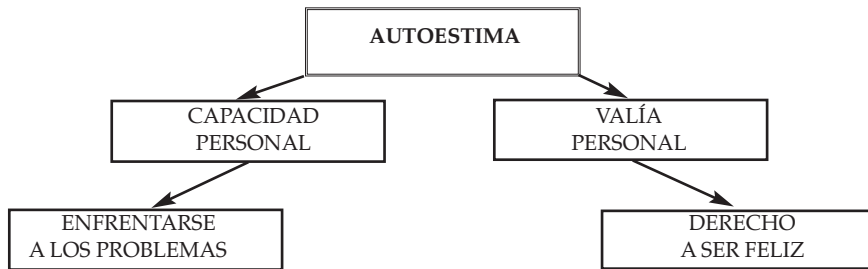 AUTOESTIMA
CAPACIDAD
PERSONAL
VALÍA
PERSONAL
ENFRENTARSE
A LOS PROBLEMAS
DERECHO
A SER FELIZ